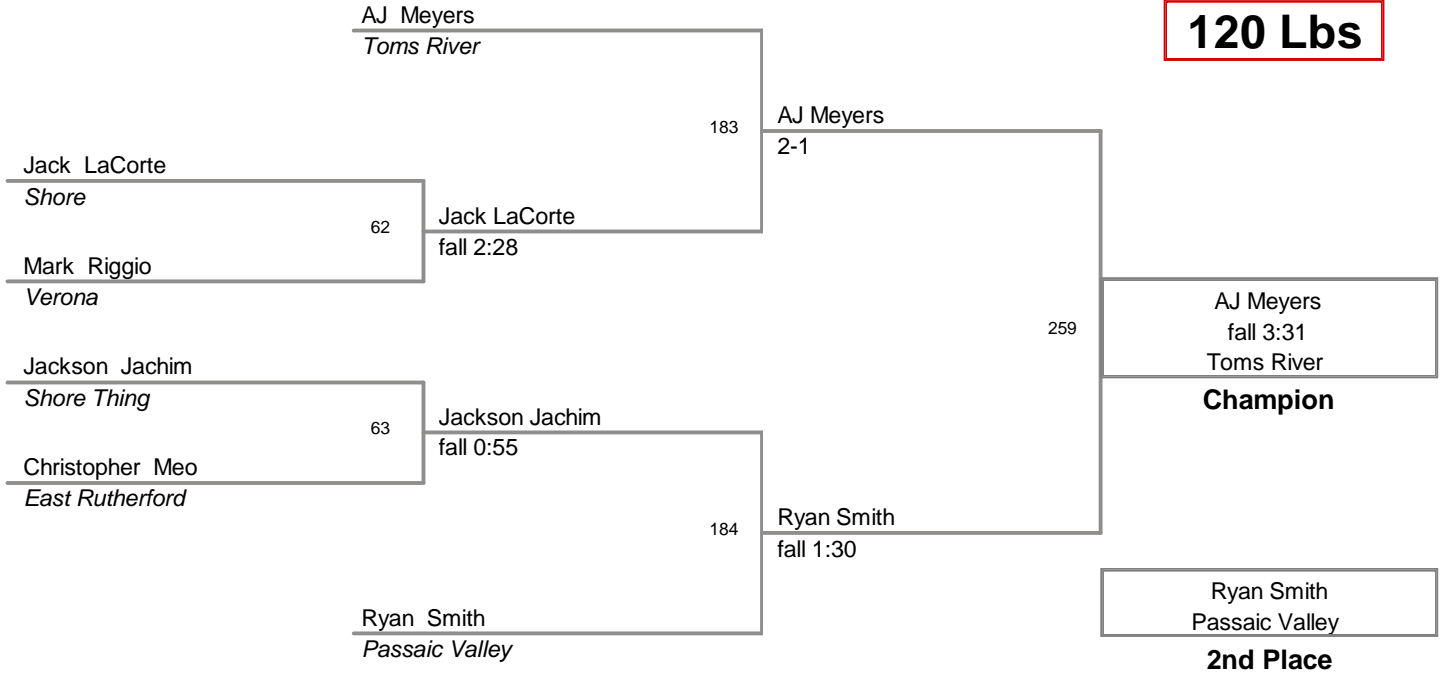 AJ  Meyers
Toms River
120 Lbs
183
AJ Meyers
2-1
Jack  LaCorte
Shore
62
Jack LaCorte
fall 2:28
Mark  Riggio
Verona
259
AJ Meyers
fall 3:31
Toms River
Champion
Jackson  Jachim
Shore Thing
63
Jackson Jachim
fall 0:55
Christopher  Meo
East Rutherford
184
Ryan Smith
fall 1:30
Ryan  Smith
Passaic Valley
Ryan Smith
Passaic Valley
2nd Place